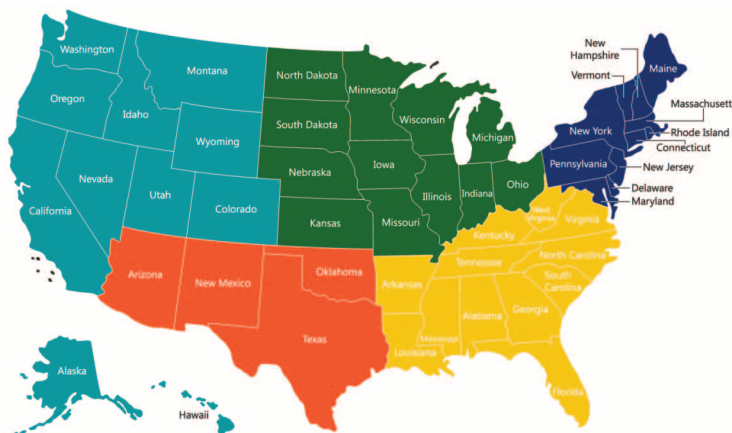 Washington
Montana
North Dakota
Minnesota
New
Hampshire
Maine
Vermont
Oregon
Idaho
Wyoming
South Dakota
Wisconsin
Michigan
New York
Massachusett
Rhode Island
Connecticut
Nevada
Utah
Colorado
Nebraska
Iowa
Illinois
Indiana
Ohio
Pennsylvania
New Jersey
Delaware
Maryland
California
Kansas
Missouri
Kentucky
West
Virginia
Virginia
Arizona
New Mexico
Oklahoma
Arkansas
Tennessee
North Carolina
South
Carolina
Texas
Louisiana
Mississippi
Alabama
Georgia
Florida
Alaska
Hawaii